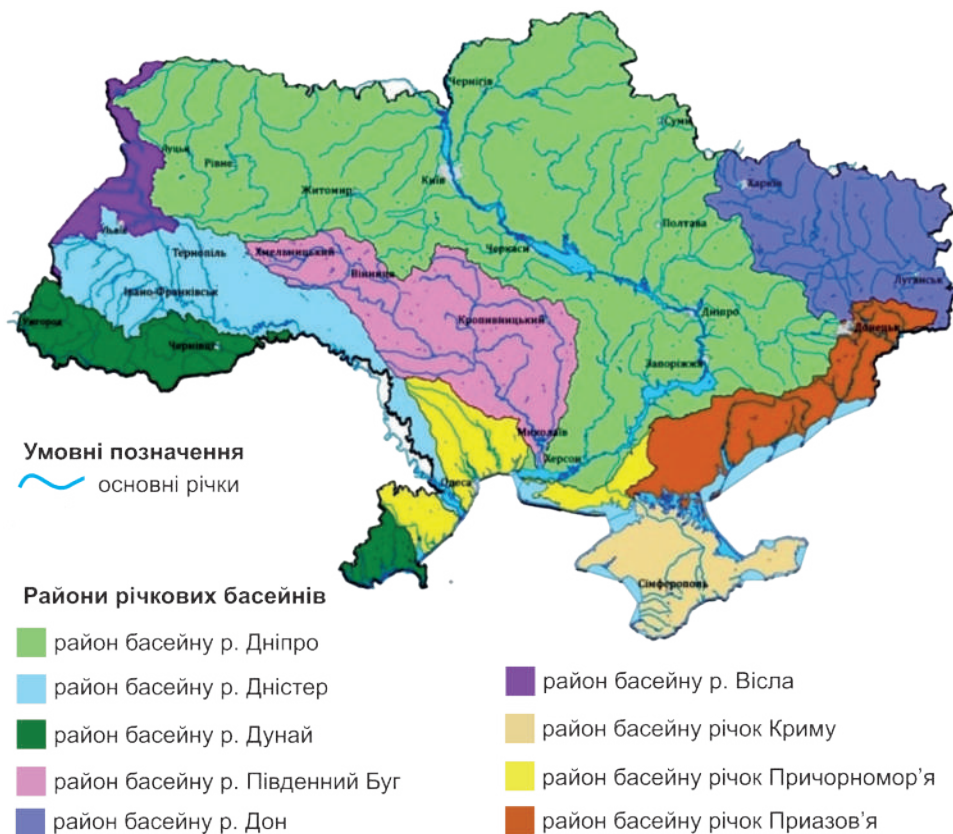 Чернігів
Суми
Луцьк
Рівне
Київ
Харків
Житомир
Львів
Полтава
Тернопіль
Хмельницький
Черкаси
Вінниця
Луганськ
Івано-Франківськ
Ужгород
Кропивницький
Дніпро
Донецьк
Чернівці
Запоріжжя
Миколаїв
Херсон
Одеса
Сімферополь
Умовні позначення
основні річки
Райони річкових басейнів
район басейну р. Дніпро
район басейну р. Дністер
район басейну р. Дунай
район басейну р. Південний Буг
район басейну р. Дон
район басейну р. Вісла
район басейну річок Криму
район басейну річок Причорномор’я
район басейну річок Приазов’я